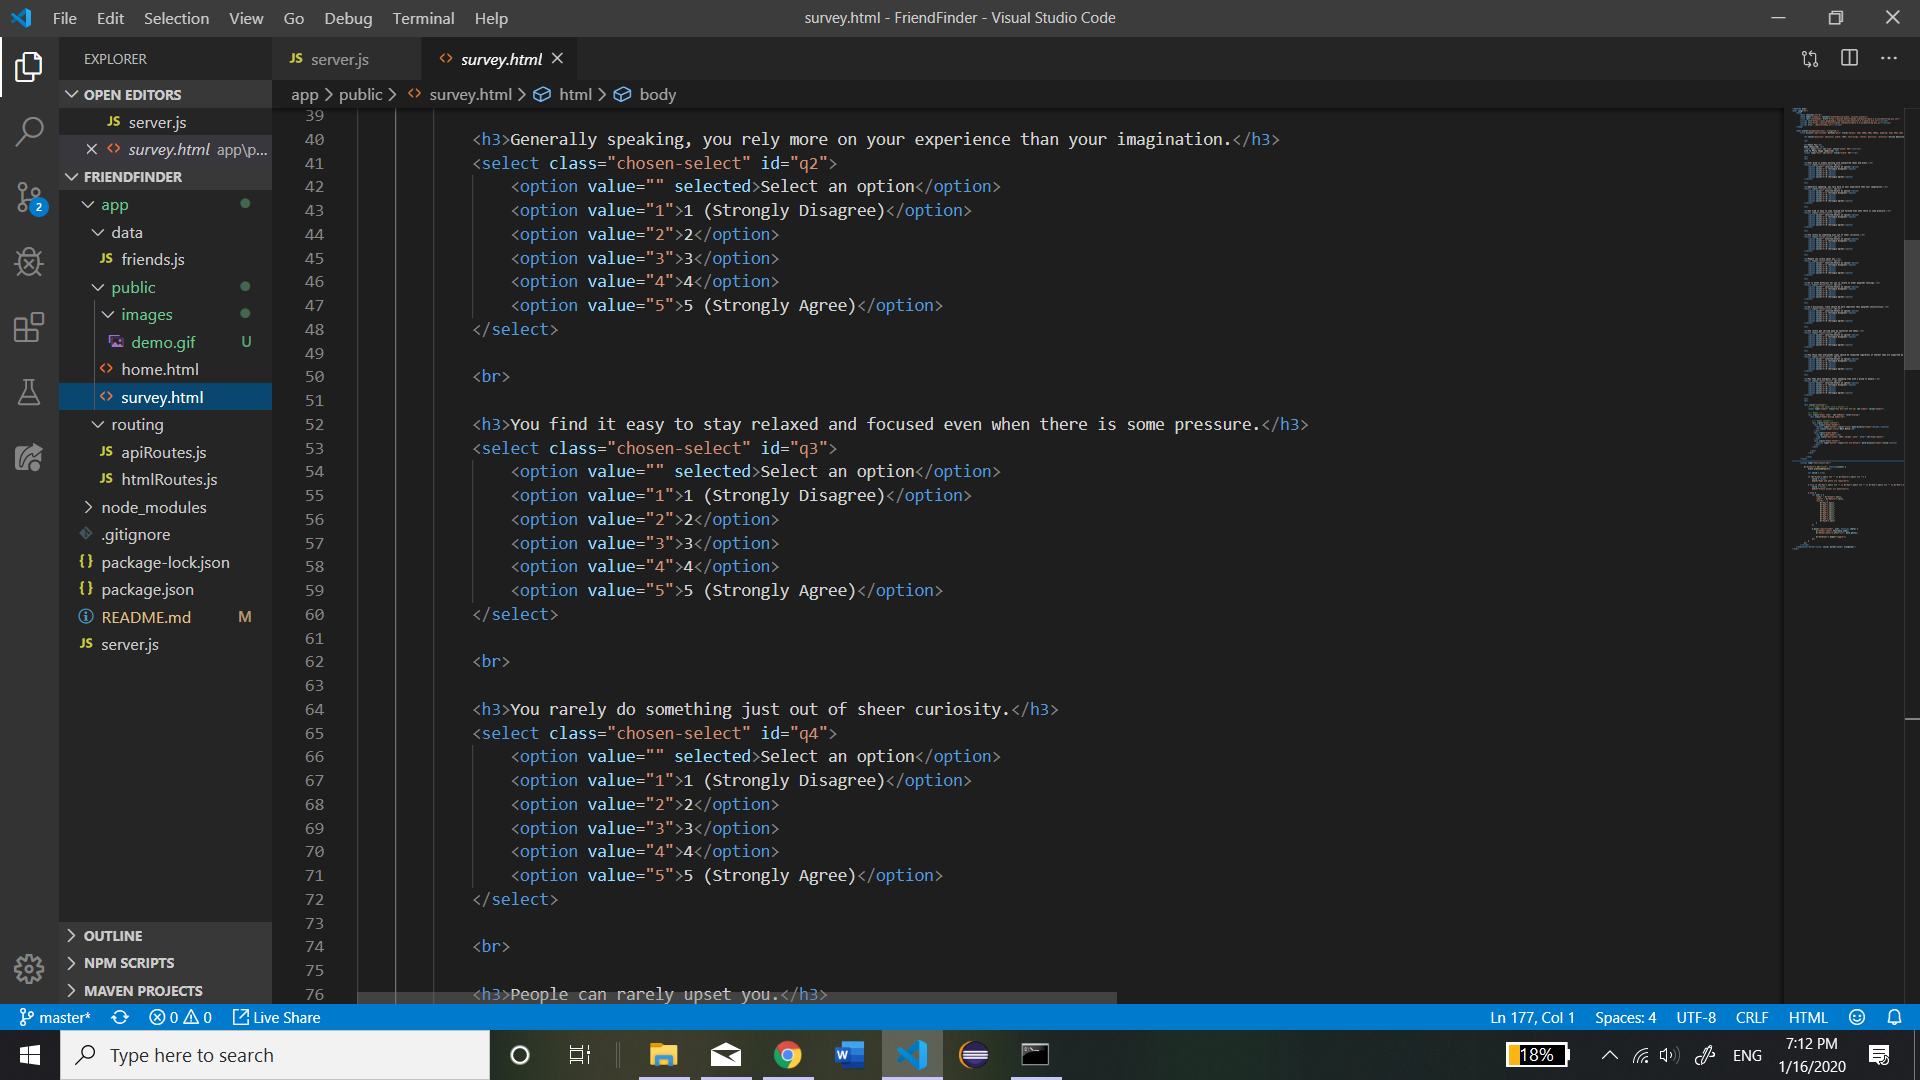 File Edit Selection View Go Debug Terminal Help
survey.html - FriendFinder - Visual Studio Code
EXPLORER
OPEN EDITORS
JS server.js
survey.html app\p...
FRIENDFINDER
app
data
JS friends.js
public
images
demo.gif U
home.html
survey.html
routing
JS apiRoutes.js
JS htmlRoutes.js
node_modules
.gitignore
{} package-lock.json
{} package.json
README.md M
JS server.js
OUTLINE
NPM SCRIPTS
MAVEN PROJECTS
2
JS server.js
survey.html
app > public > survey.html > html > body
39
40 <h3>Generally speaking, you rely more on your experience than your imagination.</h3>
41 <select class="chosen-select" id="q2">
42 <option value="" selected>Select an option</option>
43 <option value="1">1 (Strongly Disagree)</option>
44 <option value="2">2</option>
45 <option value="3">3</option>
46 <option value="4">4</option>
47 <option value="5">5 (Strongly Agree)</option>
48 </select>
49
50 <br>
51
52 <h3>You find it easy to stay relaxed and focused even when there is some pressure.</h3>
53 <select class="chosen-select" id="q3">
54 <option value="" selected>Select an option</option>
55 <option value="1">1 (Strongly Disagree)</option>
56 <option value="2">2</option>
57 <option value="3">3</option>
58 <option value="4">4</option>
59 <option value="5">5 (Strongly Agree)</option>
60 </select>
61
62 <br>
63
64 <h3>You rarely do something just out of sheer curiosity.</h3>
65 <select class="chosen-select" id="q4">
66 <option value="" selected>Select an option</option>
67 <option value="1">1 (Strongly Disagree)</option>
68 <option value="2">2</option>
69 <option value="3">3</option>
70 <option value="4">4</option>
71 <option value="5">5 (Strongly Agree)</option>
72 </select>
73
74 <br>
75
76 <h3>People can rarely upset you.</h3>
master* 0 0 Live Share
Ln 177, Col 1 Spaces: 4 UTF-8 CRLF HTML
Type here to search
18%
ENG
7:12 PM
1/16/2020